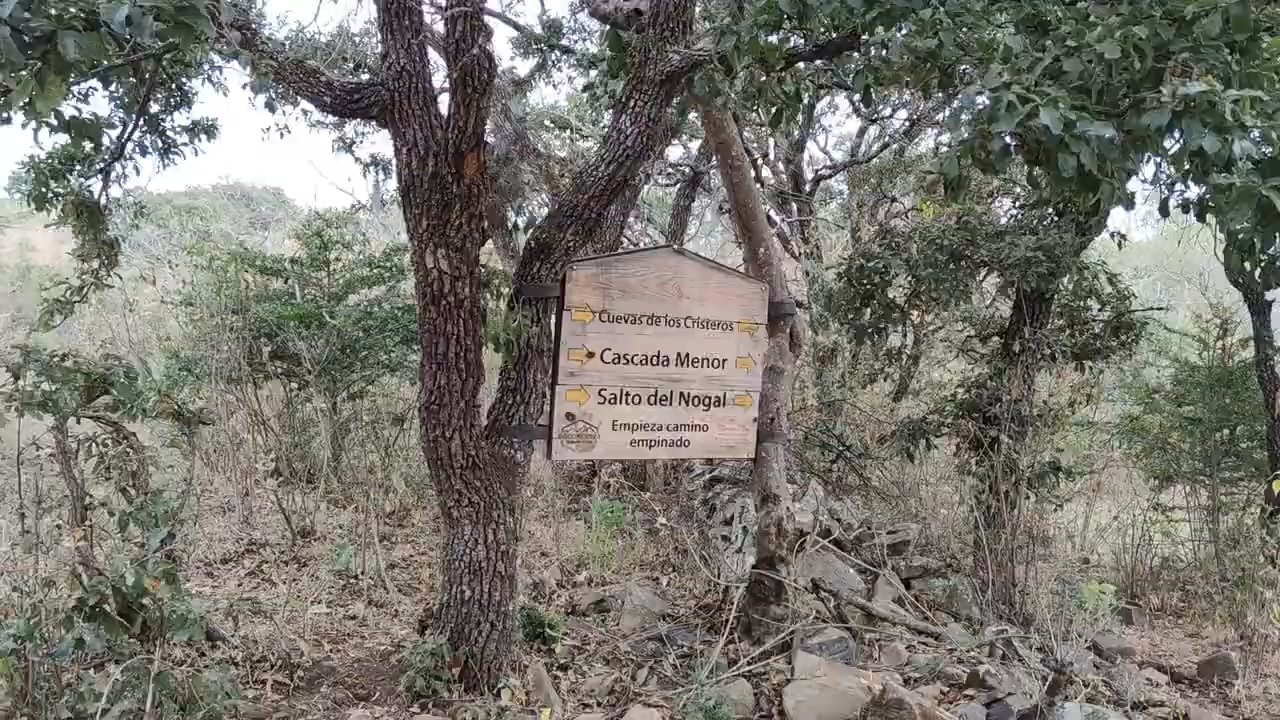 Cuevas de los Cristeros
Cascada Menor
Salto del Nogal
Empieza camino
empinado